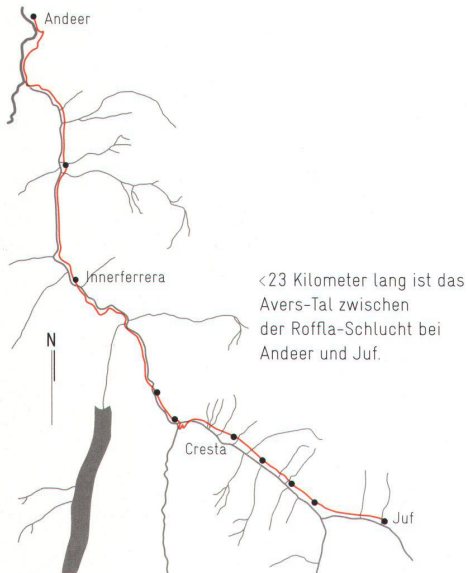 Andeer
Innerferrera
<23 Kilometer lang ist das
Avers-Tal zwischen
der Roffla-Schlucht bei
Andeer und Juf.
N
Cresta
Juf